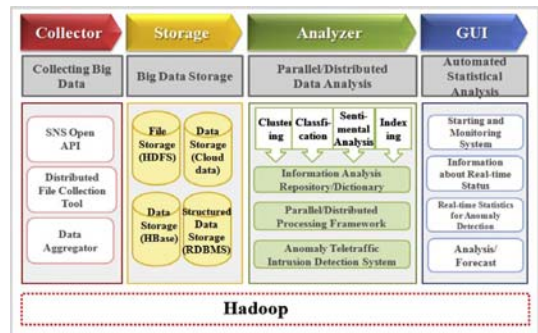 Collector
Storage
Analyzer
GUI
Collecting Big
Data
Big Data Storage
Parallel/Distributed
Data Analysis
Automated
Statistical
Analysis
SNS Open
API
Distributed
File Collection
Tool
Data
Aggregator
File
Storage
(HDFS)
Data
Storage
(Cloud
data)
Data
Storage
(HBase)
Structured
Data
Storage
(RDBMS)
Cluster
ing
Classfi-
cation
Senti-
mental
Analysis
Index
ing
Information Analysis
Repository/Dictionary
Parallel/Distributed
Processing Framework
Anomaly Teletraffic
Intrusion Detection System
Starting and
Monitoring
System
Information
about Real-time
Status
Real-time Statistics
for Anomaly
Detection
Analysis/
Forecast
Hadoop